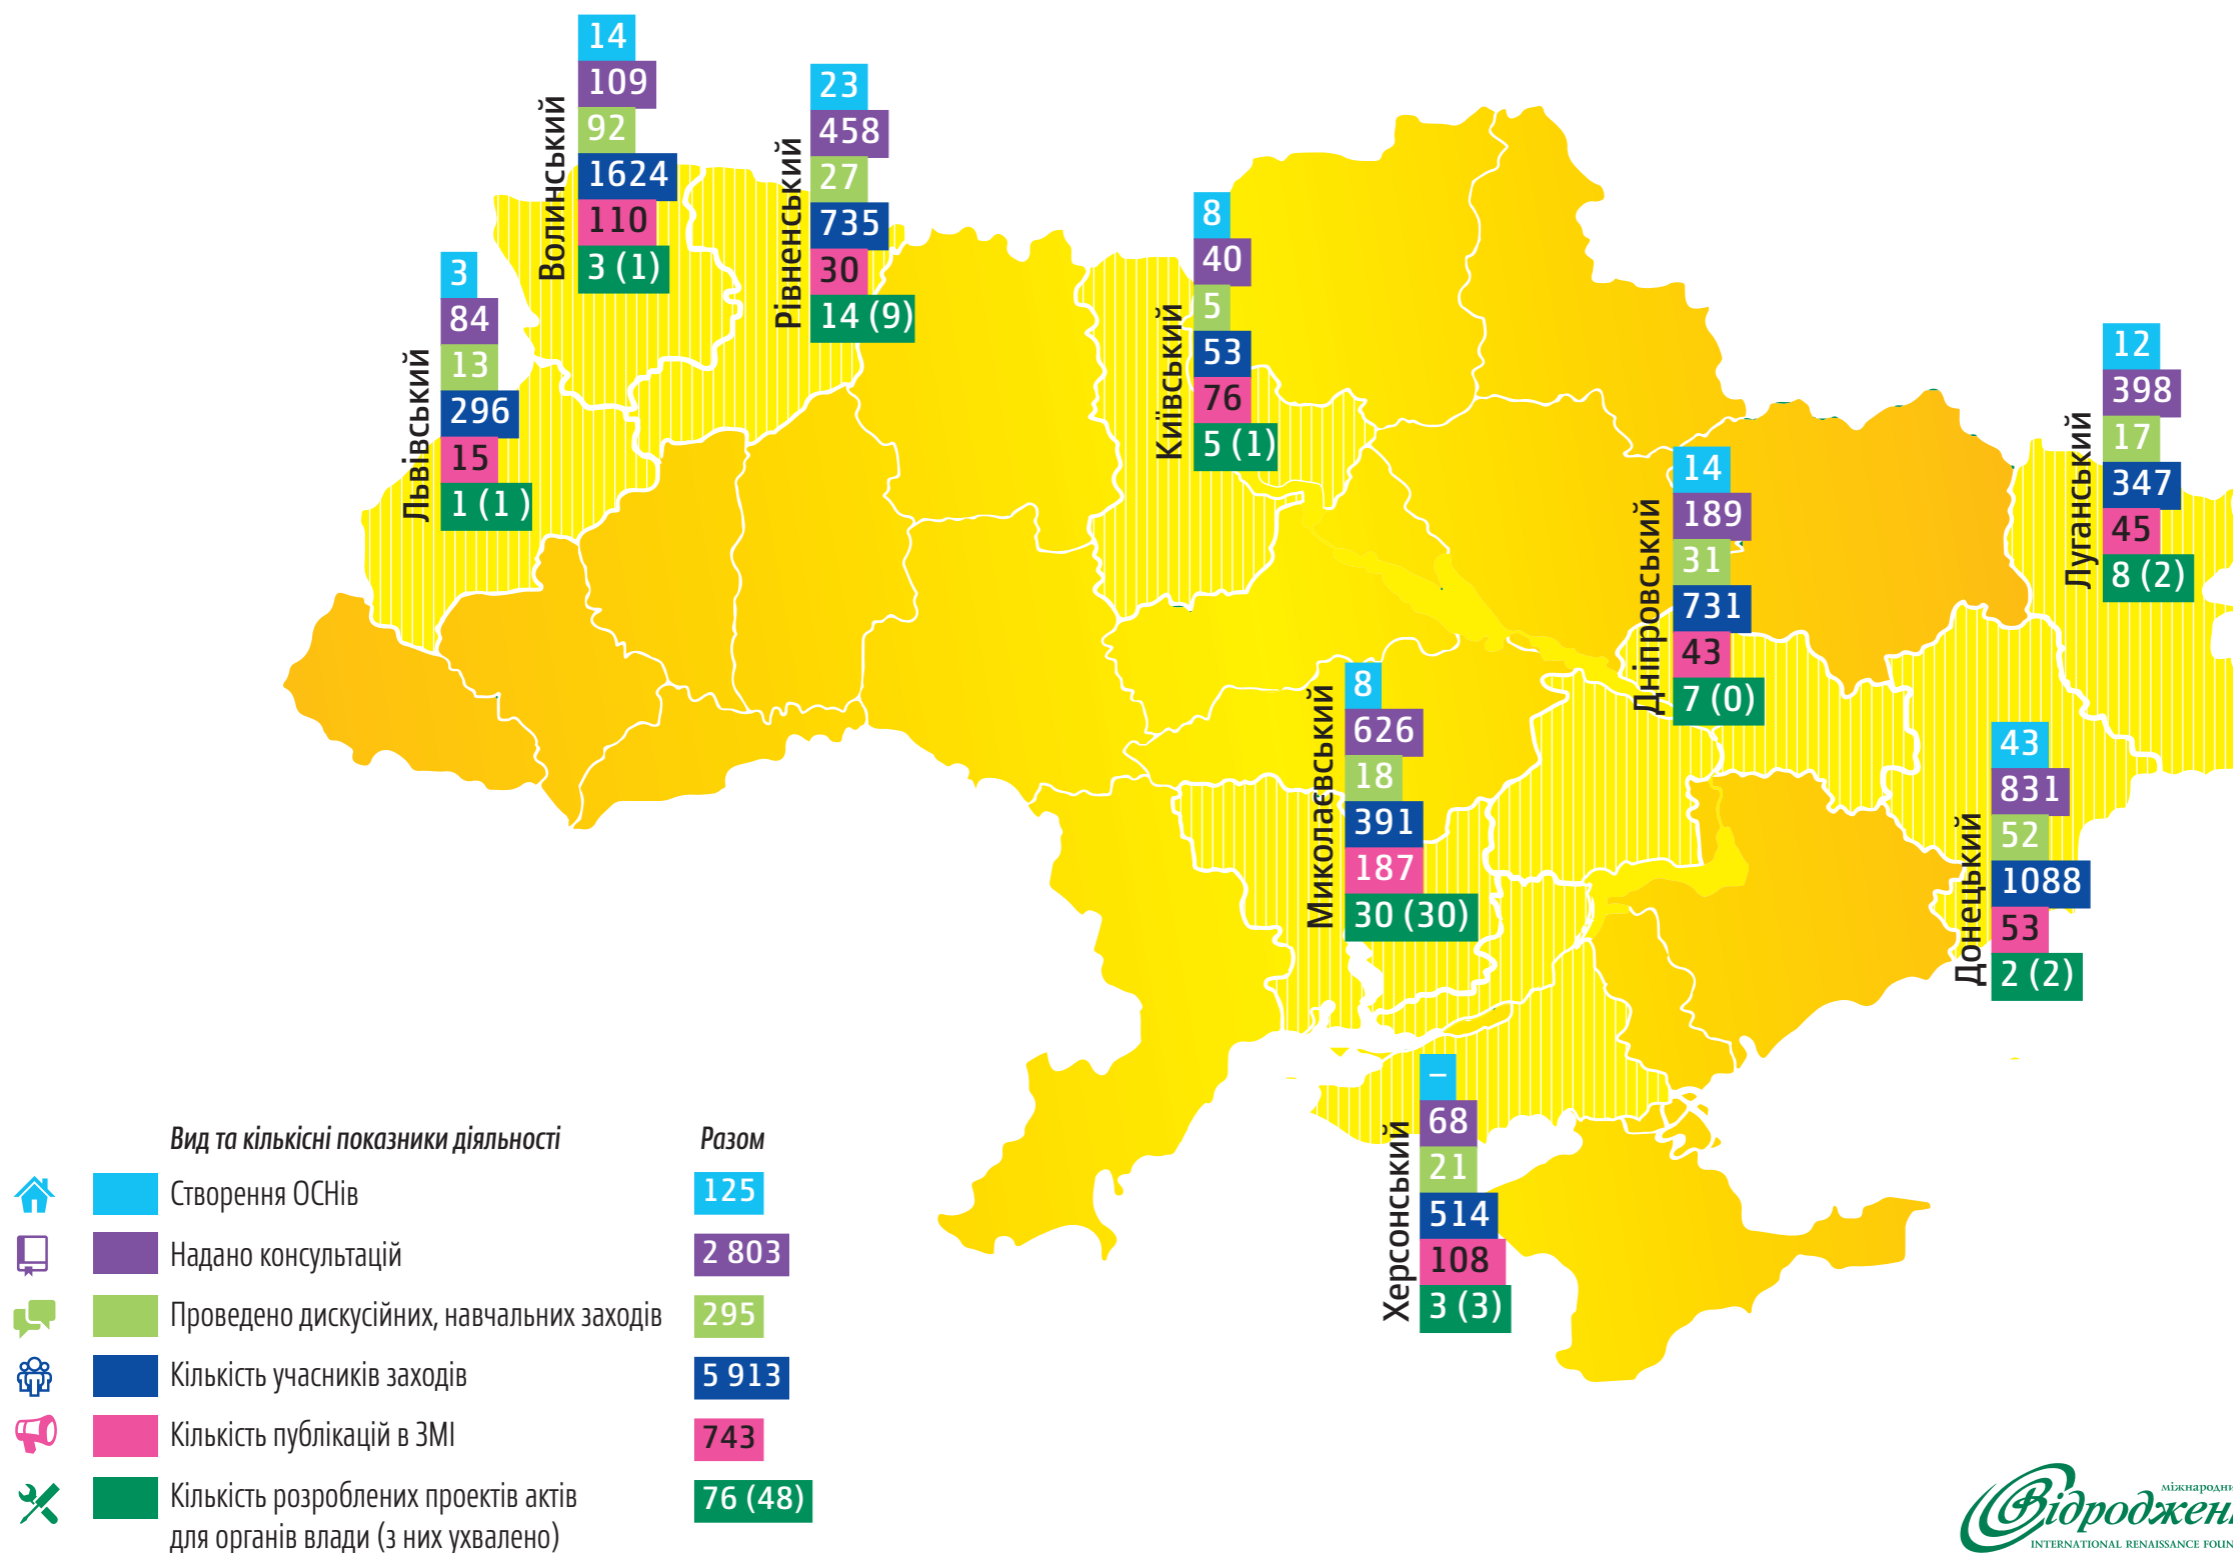 Волинський
14
109
92
1624
110
3 (1)
Рівненський
23
458
27
735
30
14 (9)
Львівський
3
84
13
296
15
1 (1 )
Київський
8
40
5
53
76
5 (1)
Луганський
12
398
17
347
45
8 (2)
Дніпровський
14
189
31
731
43
7 (0)
Миколаєвський
8
626
18
391
187
30 (30)
Донецький
43
831
52
1088
53
2 (2)
Херсонський
–
68
21
514
108
3 (3)
Вид та кількісні показники діяльності Разом
Створення ОСНів 125
Надано консультацій 2 803
Проведено дискусійних, навчальних заходів 295
Кількість учасників заходів 5 913
Кількість публікацій в ЗМІ 743
Кількість розроблених проектів актів 76 (48)
для органів влади (з них ухвалено)
INTERNATIONAL RENAISSANCE